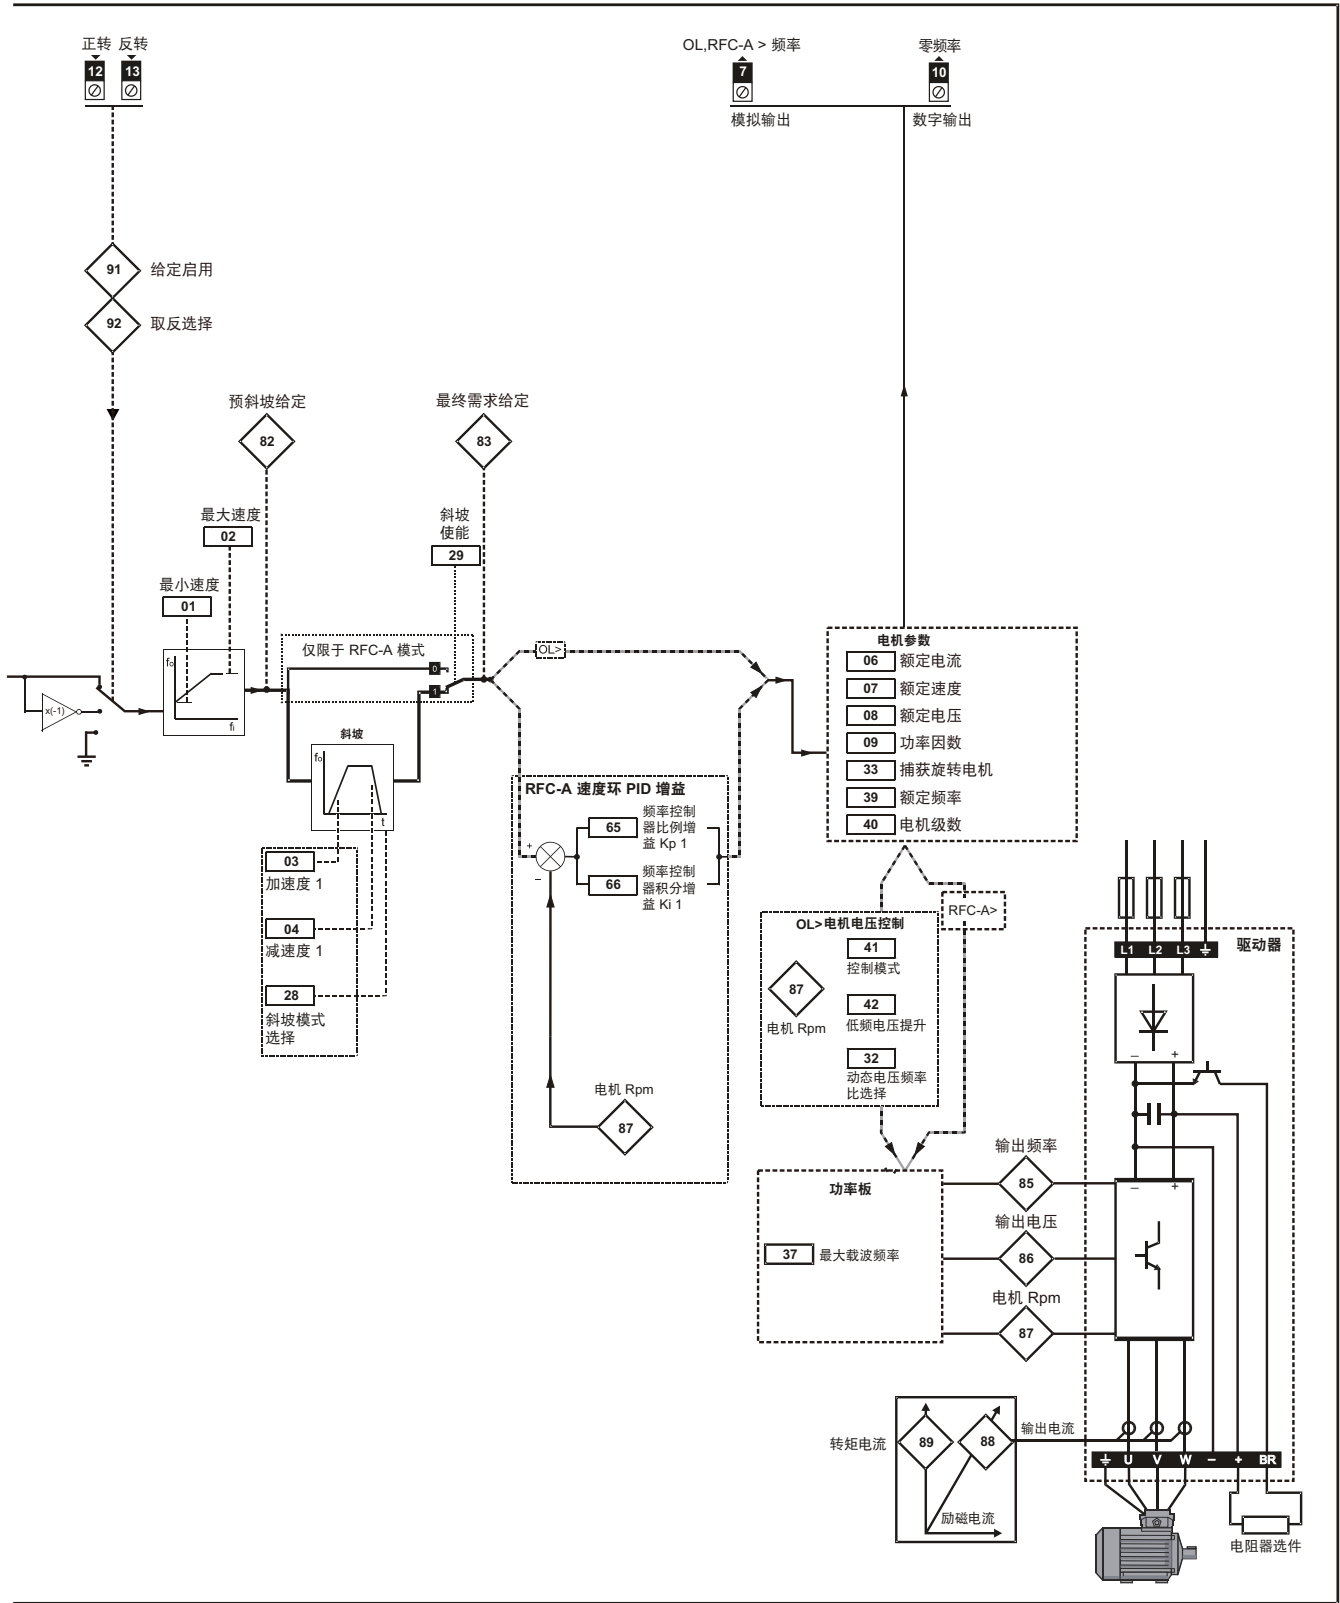 正转 反转
12 13
OL,RFC-A > 频率
7
模拟输出
零频率
10
数字输出
91 给定启用
92 取反选择
预斜坡给定
82
最终需求给定
83
最大速度
02
最小速度
01
斜坡
使能
29
仅限于 RFC-A 模式
0
1
OL>
x(-1)
fo
fi
斜坡
fo
t
03
加速度 1
04
减速度 1
28
斜坡模式
选择
RFC-A 速度环 PID 增益
+
–
65
频率控制
器比例增
益 Kp 1
66
频率控制
器积分增
益 Ki 1
电机 Rpm
87
电机参数
06 额定电流
07 额定速度
08 额定电压
09 功率因数
33 捕获旋转电机
39 额定频率
40 电机级数
RFC-A>
OL>电机电压控制
87
电机 Rpm
41
控制模式
42
低频电压提升
32
动态电压频率
比选择
功率板
37 最大载波频率
输出频率
85
输出电压
86
电机 Rpm
87
驱动器
L1 L2 L3
– +
– +
转矩电流
89
88
输出电流
励磁电流
U V W – + BR
电阻器选件